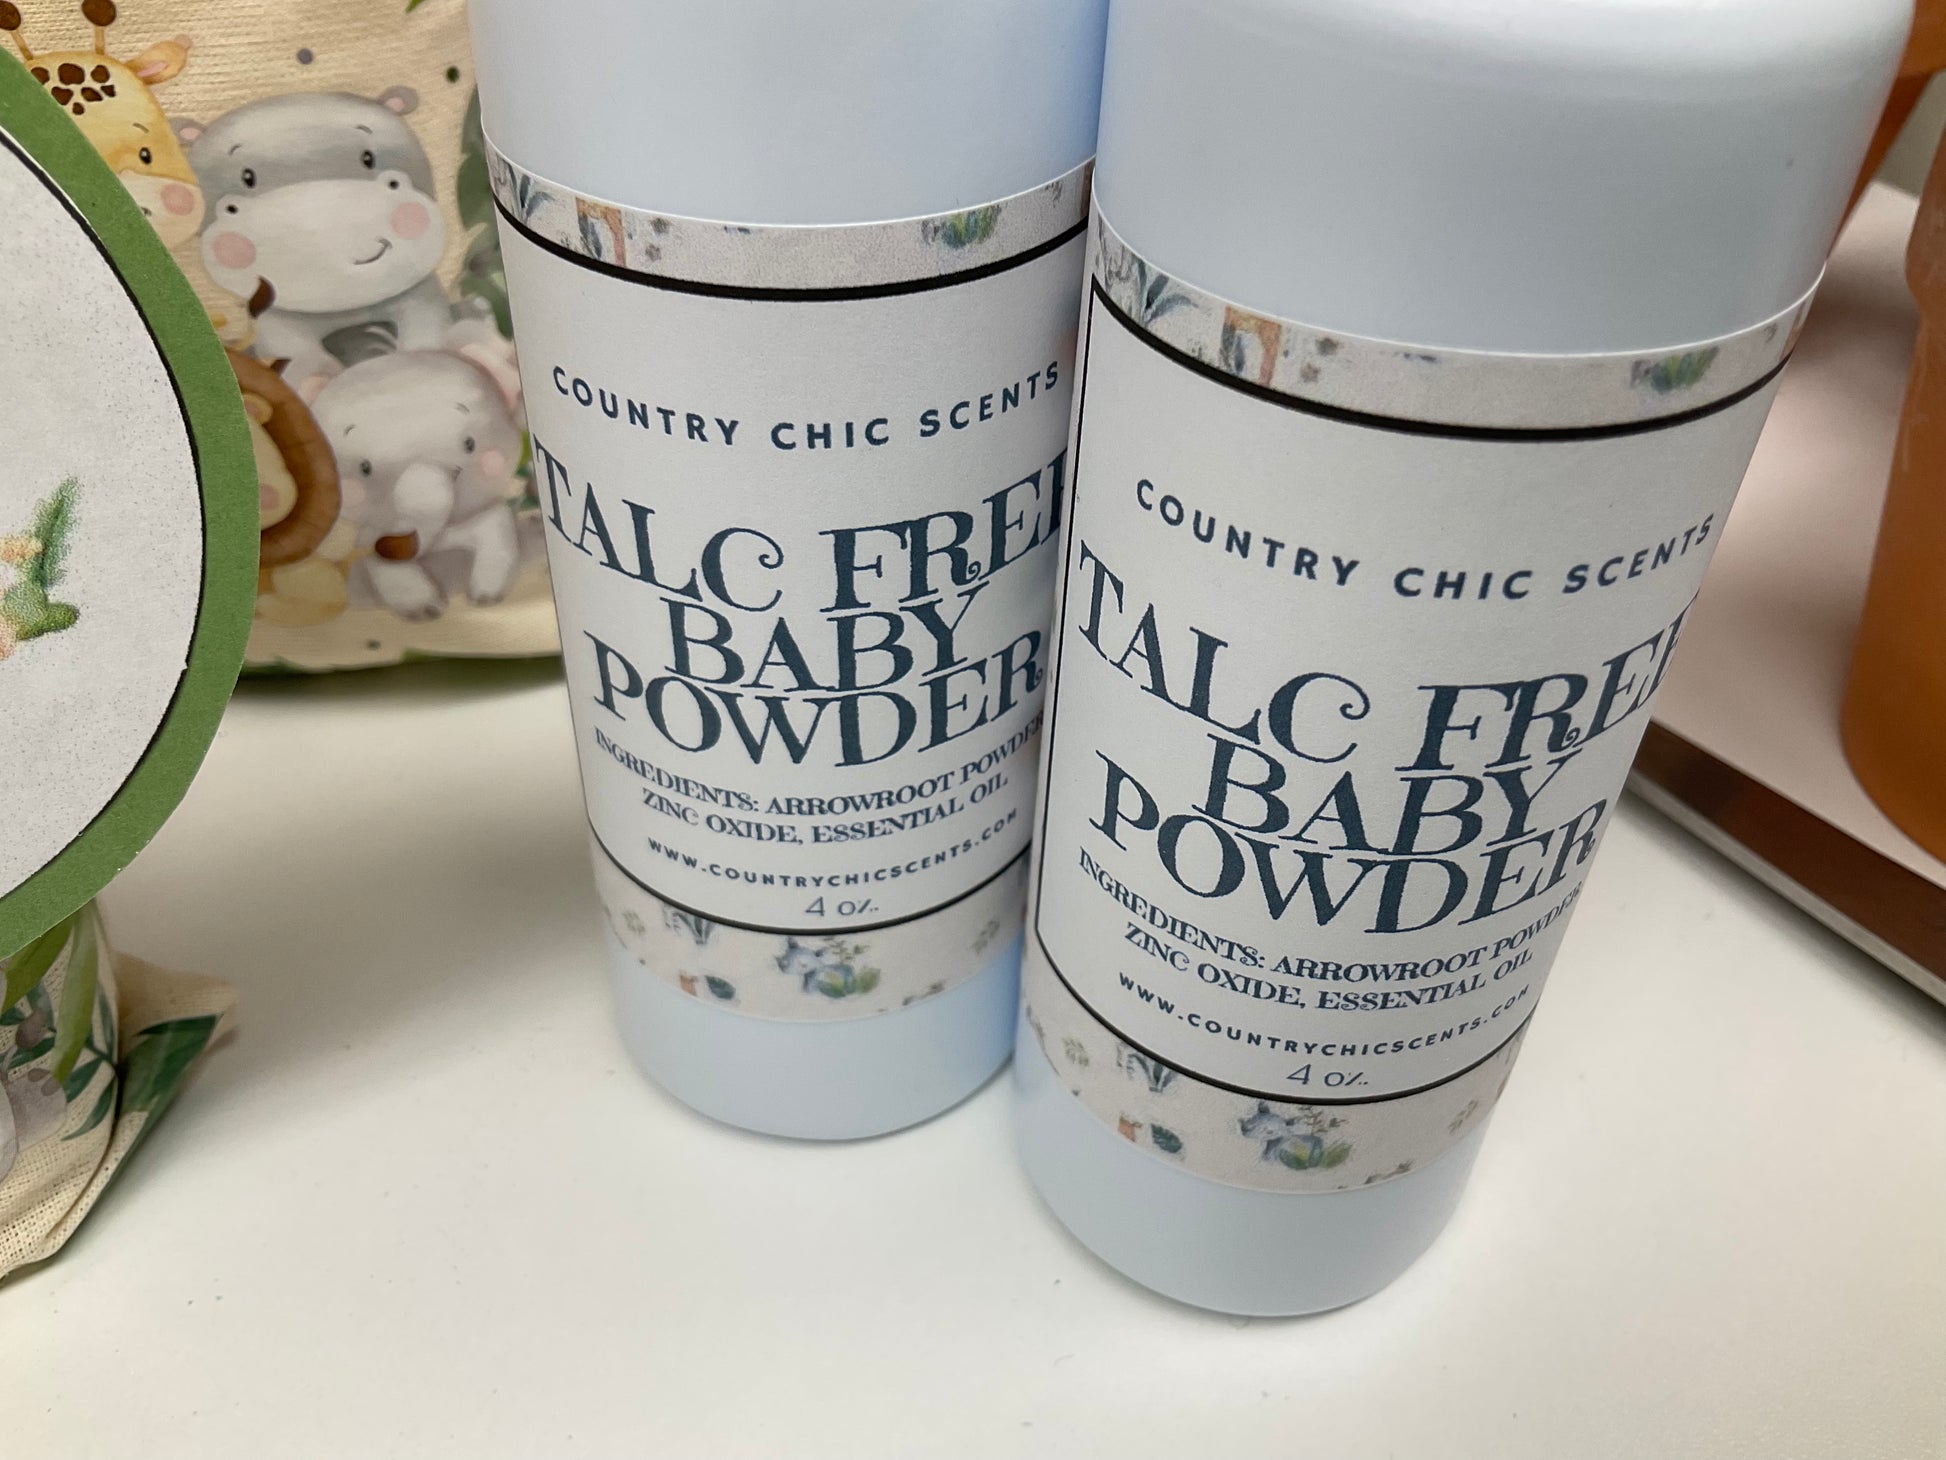 COUNTRY CHIC SCENTS
TALC FREE
BABY
POWDER
INGREDIENTS: ARROWROOT POWDER
ZINC OXIDE, ESSENTIAL OIL
WWW.COUNTRYCHICSCENTS.COM
4 oz.
COUNTRY CHIC SCENTS
TALC FREE
BABY
POWDER
INGREDIENTS: ARROWROOT POWDER,
ZINC OXIDE, ESSENTIAL OIL
WWW.COUNTRYCHICSCENTS.COM
4 oz.